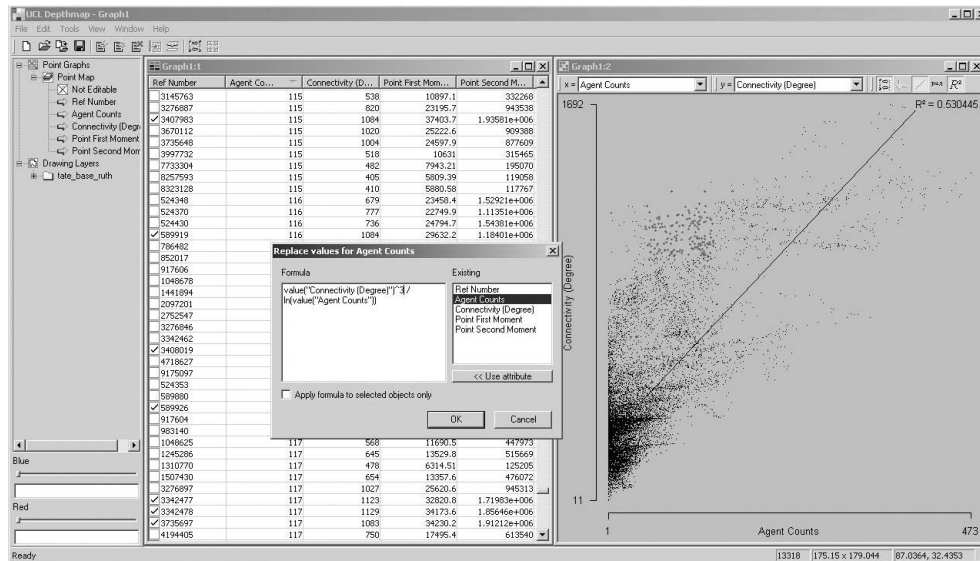 UCL Depthmap - Graph1
File Edit Tools View Window Help
Point Graphs
Point Map
Not Editable
Ref Number
Agent Counts
Connectivity (Degr
Point First Moment
Point Second Mom
Drawing Layers
tate_base_ruth
Blue
Red
Graph1:1
Ref Number Agent Co... Connectivity (D... Point First Mom... Point Second M...
3145763 115 538 10897.1 332268
3276887 115 820 23195.7 943538
3407983 115 1084 37403.7 1.93581e+006
3670112 115 1020 25222.6 909388
3735648 115 1004 24597.9 877609
3997732 115 518 10631 315465
7733304 115 482 7943.21 195070
8257593 115 405 5809.39 119058
8323128 115 410 5880.58 117767
524348 116 679 23458.4 1.52921e+006
524370 116 777 22749.9 1.11351e+006
524430 116 736 24794.7 1.54381e+006
589919 116 1084 29632.2 1.18401e+006
786482
852017
917606
1048678
1441894
2097201
2752547
3276846
3342462
3408019
4718627
9175097
524353
589880
589926
917604
983140
1048625 117 568 11690.5 447973
1245286 117 645 13529.8 515669
1310770 117 478 6314.51 125205
1507430 117 654 13357.6 476072
3276897 117 1027 25620.6 945313
3342477 117 1123 32820.8 1.71983e+006
3342478 117 1129 34173.6 1.85646e+006
3735697 117 1083 34230.2 1.91212e+006
4194405 117 750 17495.4 613540
Replace values for Agent Counts
Formula
value("Connectivity (Degree)")^3/
ln(value("Agent Counts"))
Existing
Ref Number
Agent Counts
Connectivity (Degree)
Point First Moment
Point Second Moment
<< Use attribute
Apply formula to selected objects only
OK Cancel
Graph1:2
x = Agent Counts y = Connectivity (Degree) y=x R²
1692
R² = 0.530445
Connectivity (Degree)
11
1 Agent Counts 473
Ready 13318 175.15 x 179.044 87.0364, 32.4353